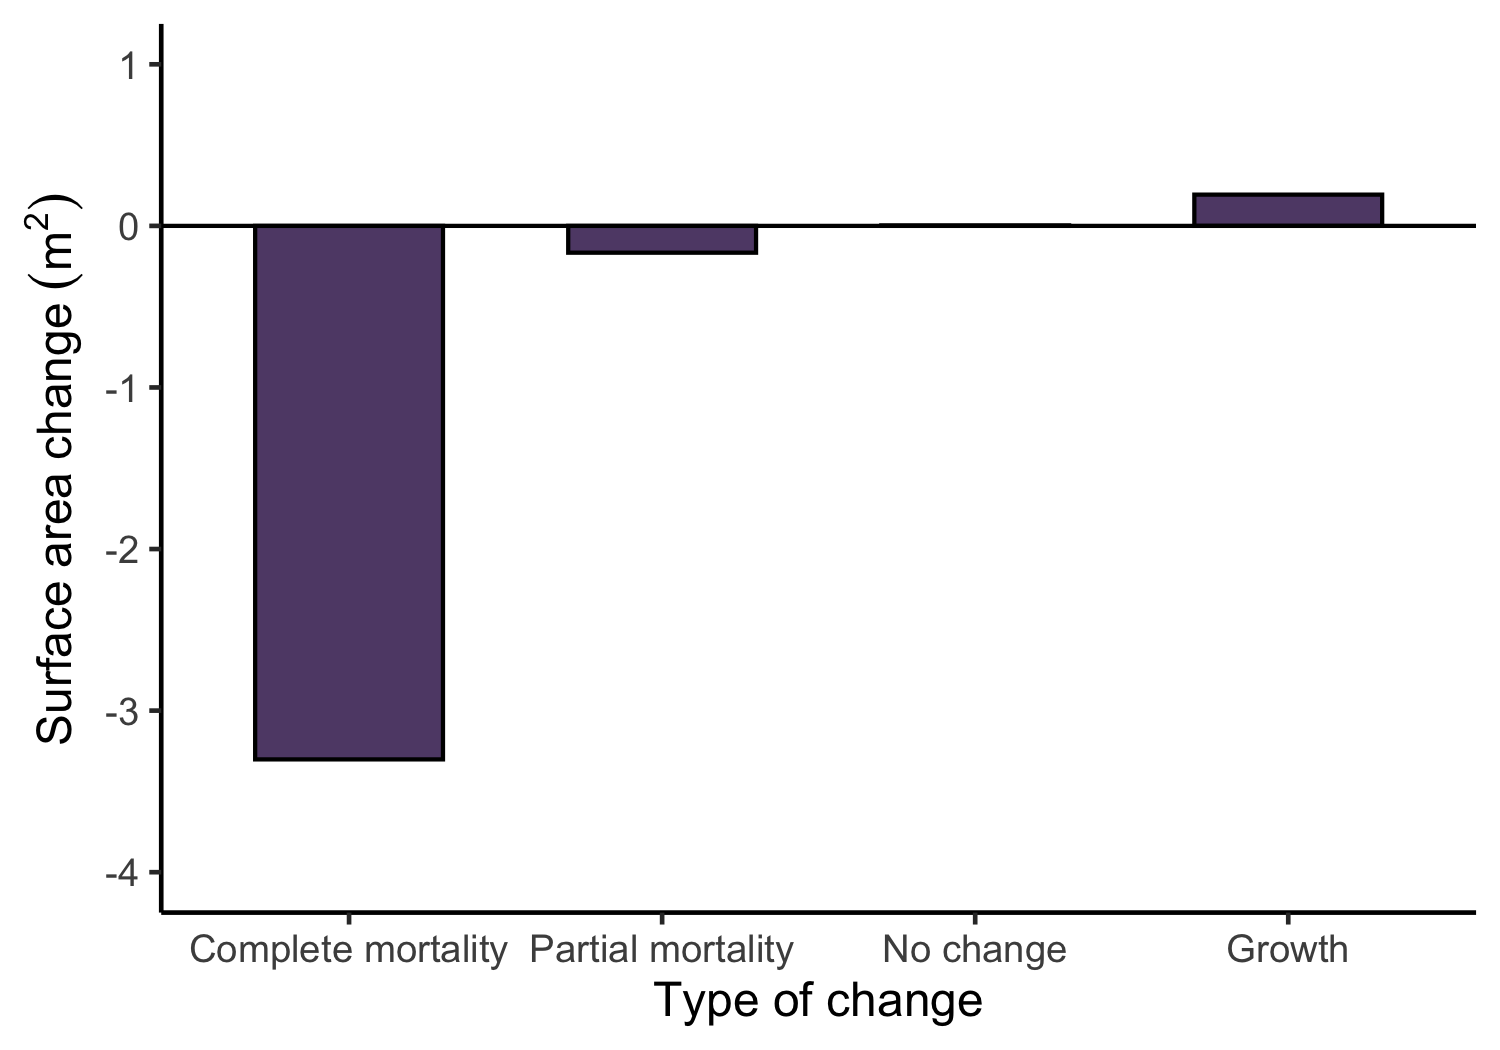 Surface area change (m²)
1
0
-1
-2
-3
-4
Complete mortality
Partial mortality
No change
Growth
Type of change